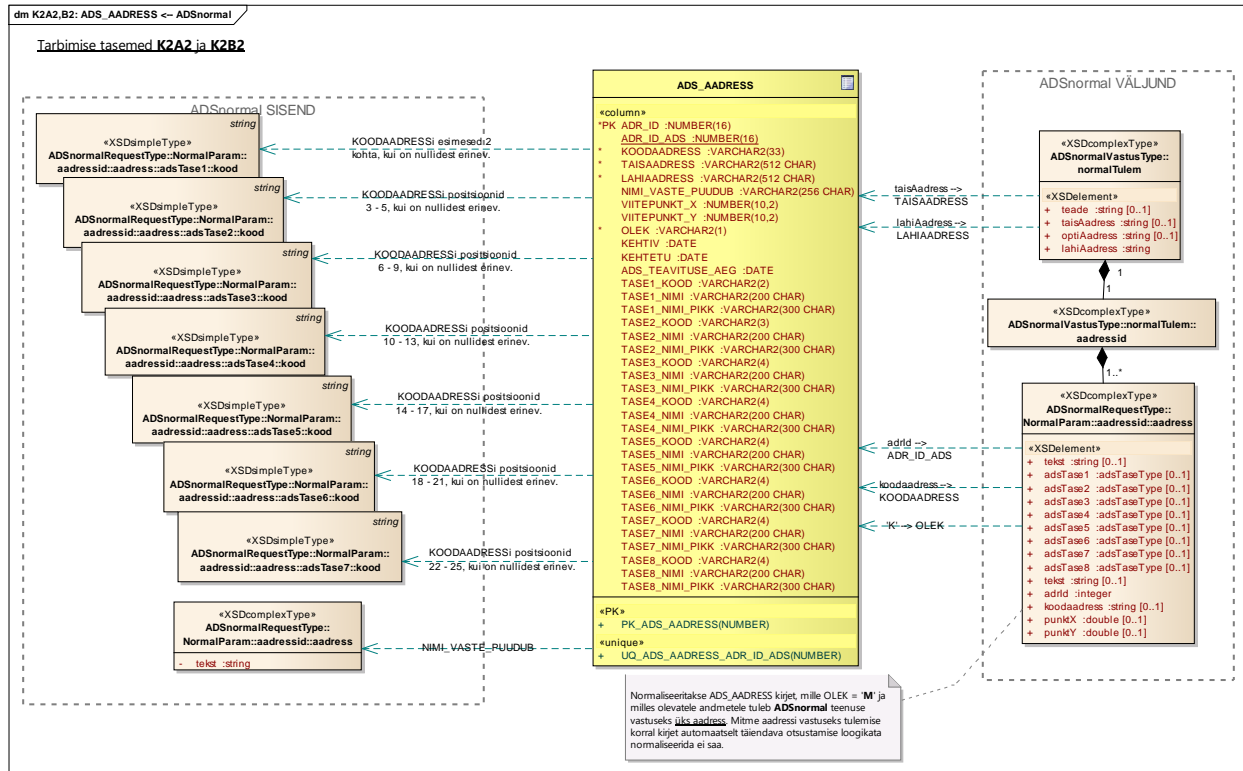 dm K2A2,B2: ADS_AADRESS <-- ADSnormal
Tarbimise tasemed K2A2 ja K2B2
ADSnormal SISEND
string
«XSDsimpleType»
ADSnormalRequestType::NormalParam::
aadressid::aadress::adsTase1::kood
string
«XSDsimpleType»
ADSnormalRequestType::NormalParam::
aadressid::aadress::adsTase2::kood
string
«XSDsimpleType»
ADSnormalRequestType::NormalParam::
aadressid::aadress::adsTase3::kood
string
«XSDsimpleType»
ADSnormalRequestType::NormalParam::
aadressid::aadress::adsTase4::kood
string
«XSDsimpleType»
ADSnormalRequestType::NormalParam::
aadressid::aadress::adsTase5::kood
string
«XSDsimpleType»
ADSnormalRequestType::NormalParam::
aadressid::aadress::adsTase6::kood
string
«XSDsimpleType»
ADSnormalRequestType::NormalParam::
aadressid::aadress::adsTase7::kood
«XSDcomplexType»
ADSnormalRequestType::
NormalParam::aadressid::aadress
- tekst :string
KOODAADRESSi esimesedi2
kohta, kui on nullidest erinev.
KOODAADRESSi positsioonid
3 - 5, kui on nullidest erinev.
KOODAADRESSi positsioonid
6 - 9, kui on nullidest erinev.
KOODAADRESSi positsioonid
10 - 13, kui on nullidest erinev.
KOODAADRESSi positsioonid
14 - 17, kui on nullidest erinev.
KOODAADRESSi positsioonid
18 - 21, kui on nullidest erinev.
KOODAADRESSi positsioonid
22 - 25, kui on nullidest erinev.
NIMI_VASTE_PUUDUB
ADS_AADRESS
«column»
*PK ADR_ID :NUMBER(16)
ADR_ID_ADS :NUMBER(16)
* KOODAADRESS :VARCHAR2(33)
* TAISAADRESS :VARCHAR2(512 CHAR)
* LAHIAADRESS :VARCHAR2(512 CHAR)
NIMI_VASTE_PUUDUB :VARCHAR2(256 CHAR)
VIITEPUNKT_X :NUMBER(10,2)
VIITEPUNKT_Y :NUMBER(10,2)
* OLEK :VARCHAR2(1)
KEHTIV :DATE
KEHTETU :DATE
ADS_TEAVITUSE_AEG :DATE
TASE1_KOOD :VARCHAR2(2)
TASE1_NIMI :VARCHAR2(200 CHAR)
TASE1_NIMI_PIKK :VARCHAR2(300 CHAR)
TASE2_KOOD :VARCHAR2(3)
TASE2_NIMI :VARCHAR2(200 CHAR)
TASE2_NIMI_PIKK :VARCHAR2(300 CHAR)
TASE3_KOOD :VARCHAR2(4)
TASE3_NIMI :VARCHAR2(200 CHAR)
TASE3_NIMI_PIKK :VARCHAR2(300 CHAR)
TASE4_KOOD :VARCHAR2(4)
TASE4_NIMI :VARCHAR2(200 CHAR)
TASE4_NIMI_PIKK :VARCHAR2(300 CHAR)
TASE5_KOOD :VARCHAR2(4)
TASE5_NIMI :VARCHAR2(200 CHAR)
TASE5_NIMI_PIKK :VARCHAR2(300 CHAR)
TASE6_KOOD :VARCHAR2(4)
TASE6_NIMI :VARCHAR2(200 CHAR)
TASE6_NIMI_PIKK :VARCHAR2(300 CHAR)
TASE7_KOOD :VARCHAR2(4)
TASE7_NIMI :VARCHAR2(200 CHAR)
TASE7_NIMI_PIKK :VARCHAR2(300 CHAR)
TASE8_KOOD :VARCHAR2(4)
TASE8_NIMI :VARCHAR2(200 CHAR)
TASE8_NIMI_PIKK :VARCHAR2(300 CHAR)
«PK»
+ PK_ADS_AADRESS(NUMBER)
«unique»
+ UQ_ADS_AADRESS_ADR_ID_ADS(NUMBER)
taisAadress -->
TAISAADRESS
lahiAadress-->
LAHIAADRESS
adrId -->
ADR_ID_ADS
koodaadress-->
KOODAADRESS
'K' --> OLEK
ADSnormal VÄLJUND
«XSDcomplexType»
ADSnormalVastusType::
normalTulem
«XSDelement»
+ teade :string [0..1]
+ taisAadress :string [0..1]
+ optiAadress :string [0..1]
+ lahiAadress :string
1
1
«XSDcomplexType»
ADSnormalVastusType::normalTulem::
aadressid
1..*
«XSDcomplexType»
ADSnormalRequestType::
NormalParam::aadressid::aadress
«XSDelement»
+ tekst :string [0..1]
+ adsTase1 :adsTaseType [0..1]
+ adsTase2 :adsTaseType [0..1]
+ adsTase3 :adsTaseType [0..1]
+ adsTase4 :adsTaseType [0..1]
+ adsTase5 :adsTaseType [0..1]
+ adsTase6 :adsTaseType [0..1]
+ adsTase7 :adsTaseType [0..1]
+ adsTase8 :adsTaseType [0..1]
+ tekst :string [0..1]
+ adrId :integer
+ koodaadress :string [0..1]
+ punktX :double [0..1]
+ punktY :double [0..1]
Normaliseeritakse ADS_AADRESS kirjet, mille OLEK = 'M' ja
milles olevatele andmetele tuleb ADSnormal teenuse
vastuseks üks aadress. Mitme aadressi vastuseks tulemise
korral kirjet automaatselt täiendava otsustamise loogikata
normaliseerida ei saa.